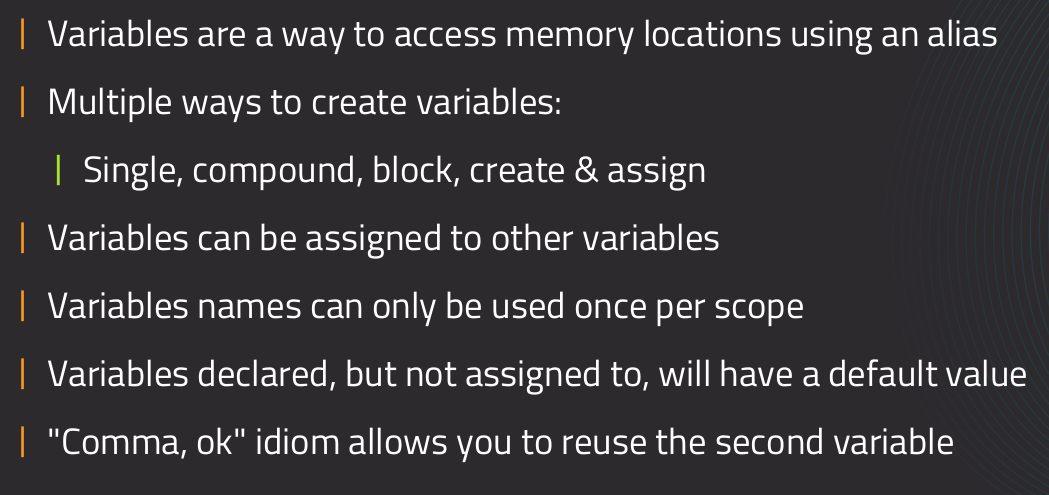 Variables are a way to access memory locations using an alias
Multiple ways to create variables:
Single, compound, block, create & assign
Variables can be assigned to other variables
Variables names can only be used once per scope
Variables declared, but not assigned to, will have a default value
"Comma, ok" idiom allows you to reuse the second variable